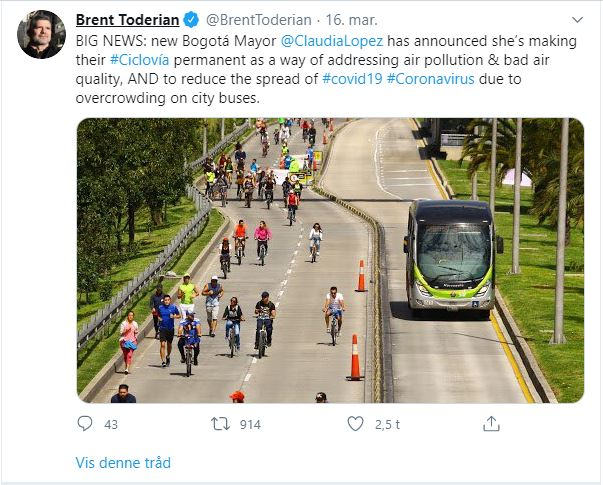 Brent Toderian @BrentToderian · 16. mar.
BIG NEWS: new Bogotá Mayor @ClaudiaLopez has announced she's making
their #Ciclovía permanent as a way of addressing air pollution & bad air
quality, AND to reduce the spread of #covid19 #Coronavirus due to
overcrowding on city buses.
43 914 2,5 t
Vis denne tråd